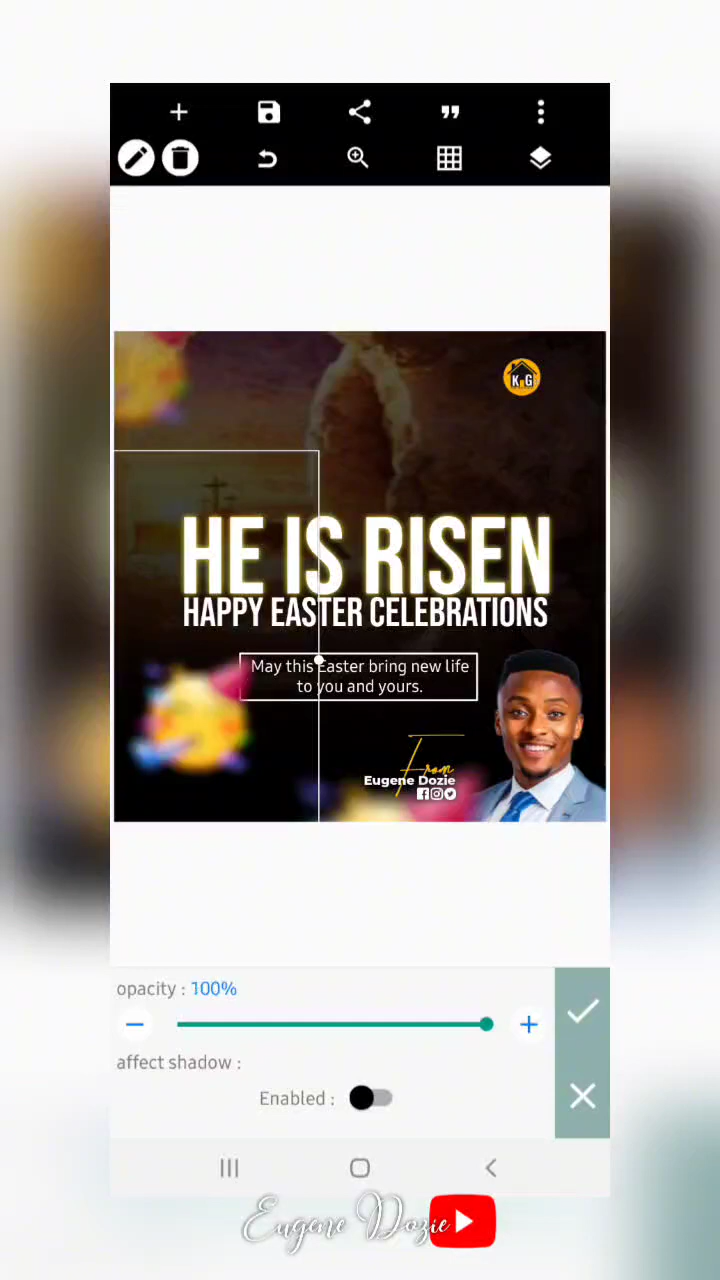 KG
HE IS RISEN
HAPPY EASTER CELEBRATIONS
May this Easter bring new life
to you and yours.
From
Eugene Dozie
opacity : 100%
affect shadow :
Enabled :
Eugene Dozie